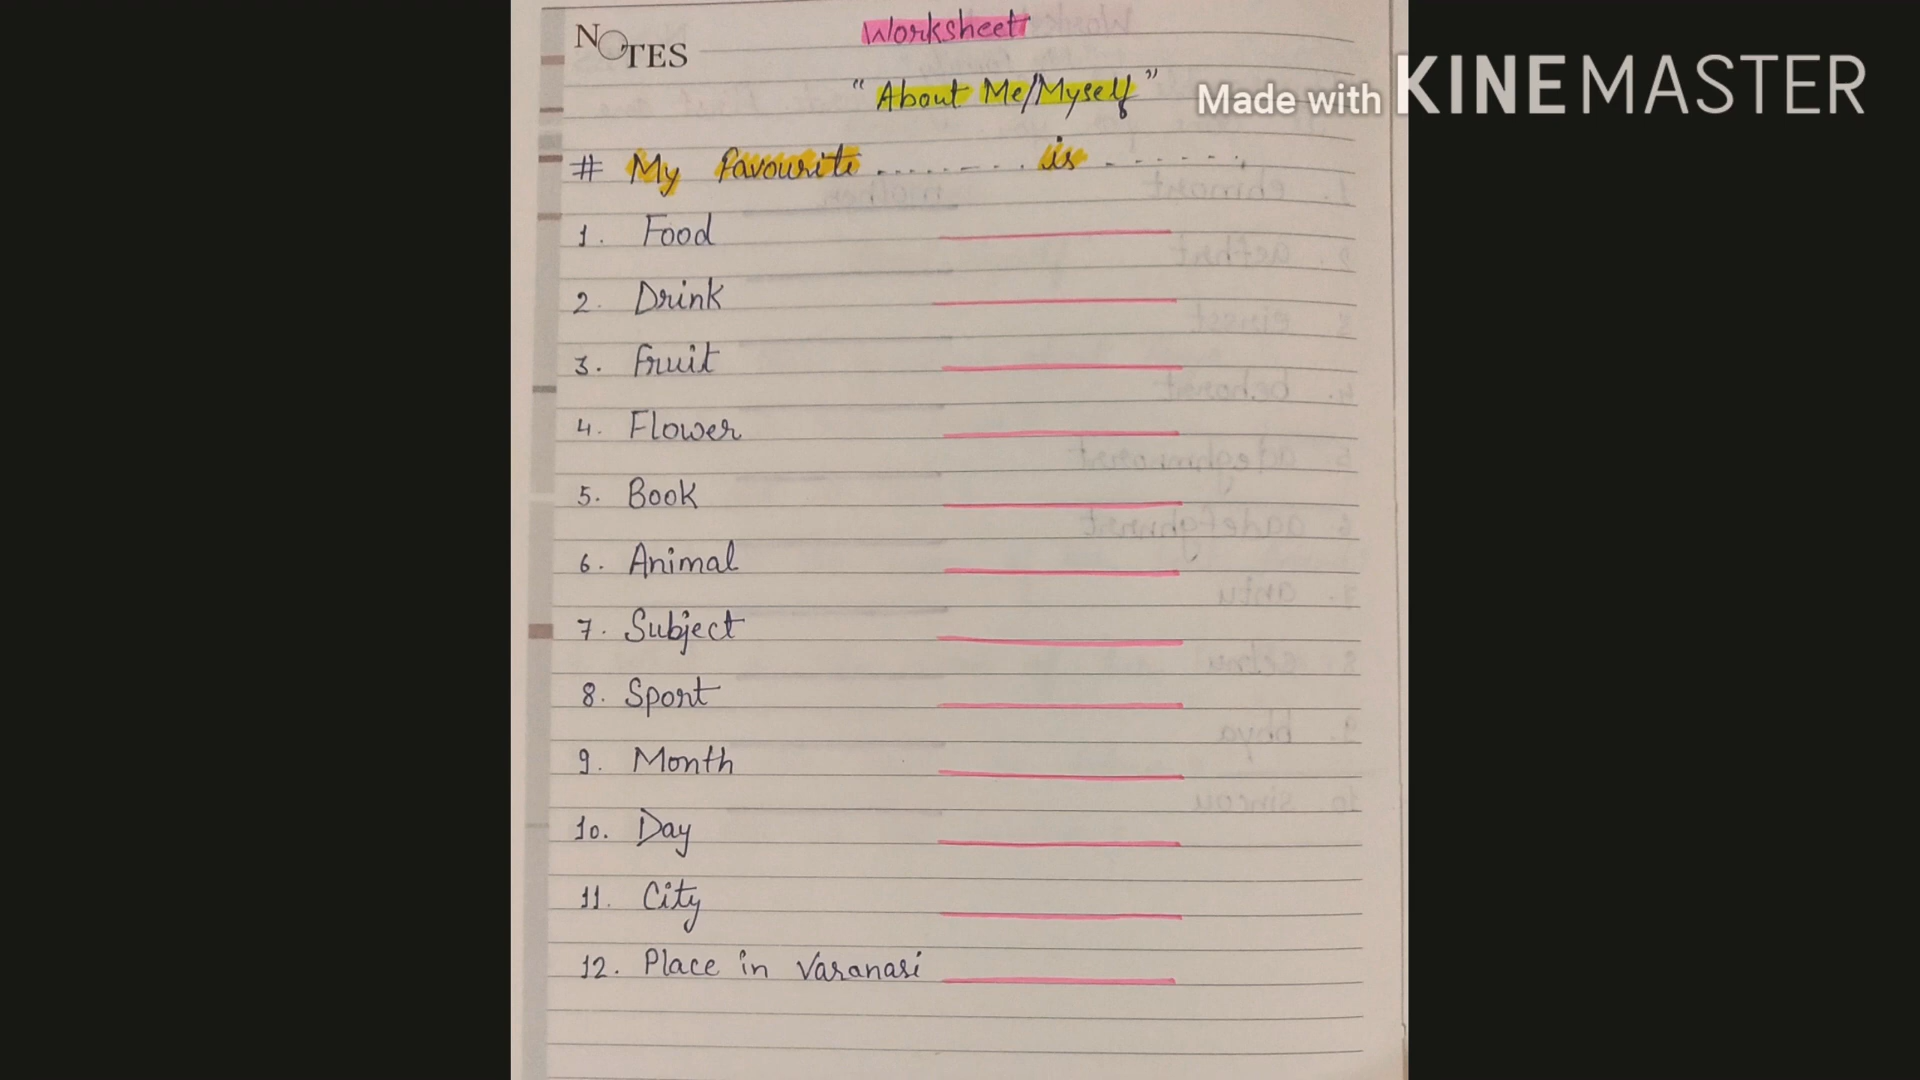 NOTES
Worksheet
"About Me/Myself"
Made with KINEMASTER
# My favourite ........ is .......
1. Food
2. Drink
3. Fruit
4. Flower
5. Book
6. Animal
7. Subject
8. Sport
9. Month
10. Day
11. City
12. Place in Varanasi